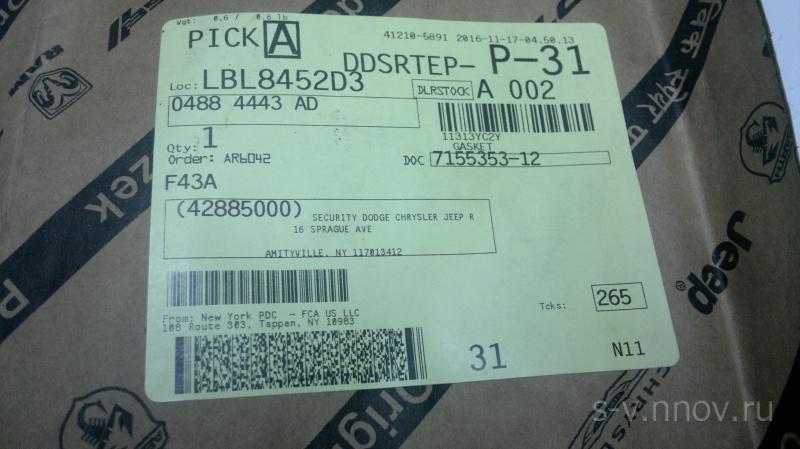 Wgt: 0.6 / 0.6 lb
PICK A
41210-5891 2016-11-17-04.50.13
DDSRTEP- P-31
Loc: LBL8452D3
DLRSTOCK A 002
0488 4443 AD
11313YC2Y
GASKET
Qty: 1
Order: AR6042
DOC 7155353-12
F43A
(42885000) SECURITY DODGE CHRYSLER JEEP R
16 SPRAGUE AVE
AMITYVILLE, NY 117013412
From: New York PDC - FCA US LLC
108 Route 303, Tappan, NY 10983
Tcks: 265
31
N11
RAM
Jeep
s-v.nnov.ru